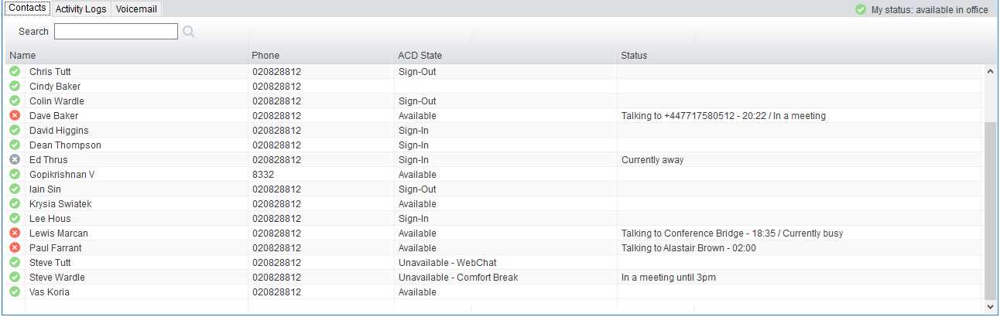 Contacts Activity Logs Voicemail My status: available in office
Search
Name Phone ACD State Status
Chris Tutt 020828812 Sign-Out
Cindy Baker 020828812
Colin Wardle 020828812 Sign-Out
Dave Baker 020828812 Available Talking to +447717580512 - 20:22 / In a meeting
David Higgins 020828812 Sign-In
Dean Thompson 020828812 Sign-In
Ed Thrus 020828812 Sign-In Currently away
Gopikrishnan V 8332 Available
Iain Sin 020828812 Sign-Out
Krysia Swiatek 020828812 Available
Lee Hous 020828812 Sign-In
Lewis Marcan 020828812 Available Talking to Conference Bridge - 18:35 / Currently busy
Paul Farrant 020828812 Available Talking to Alastair Brown - 02:00
Steve Tutt 020828812 Unavailable - WebChat
Steve Wardle 020828812 Unavailable - Comfort Break In a meeting until 3pm
Vas Koria 020828812 Available